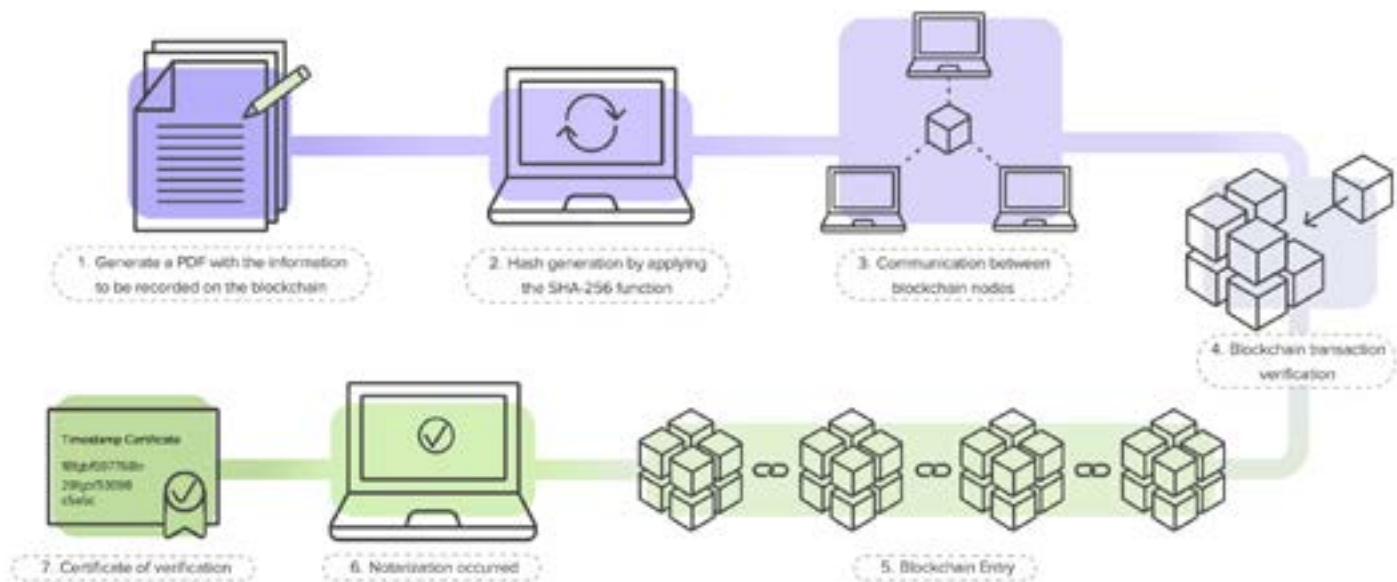 1. Generate a PDF with the information
to be recorded on the blockchain
2. Hash generation by applying
the SHA-256 function
3. Communication between
blockchain nodes
4. Blockchain transaction
verification
5. Blockchain Entry
6. Notarization occurred
7. Certificate of verification
Timestamp Certificate